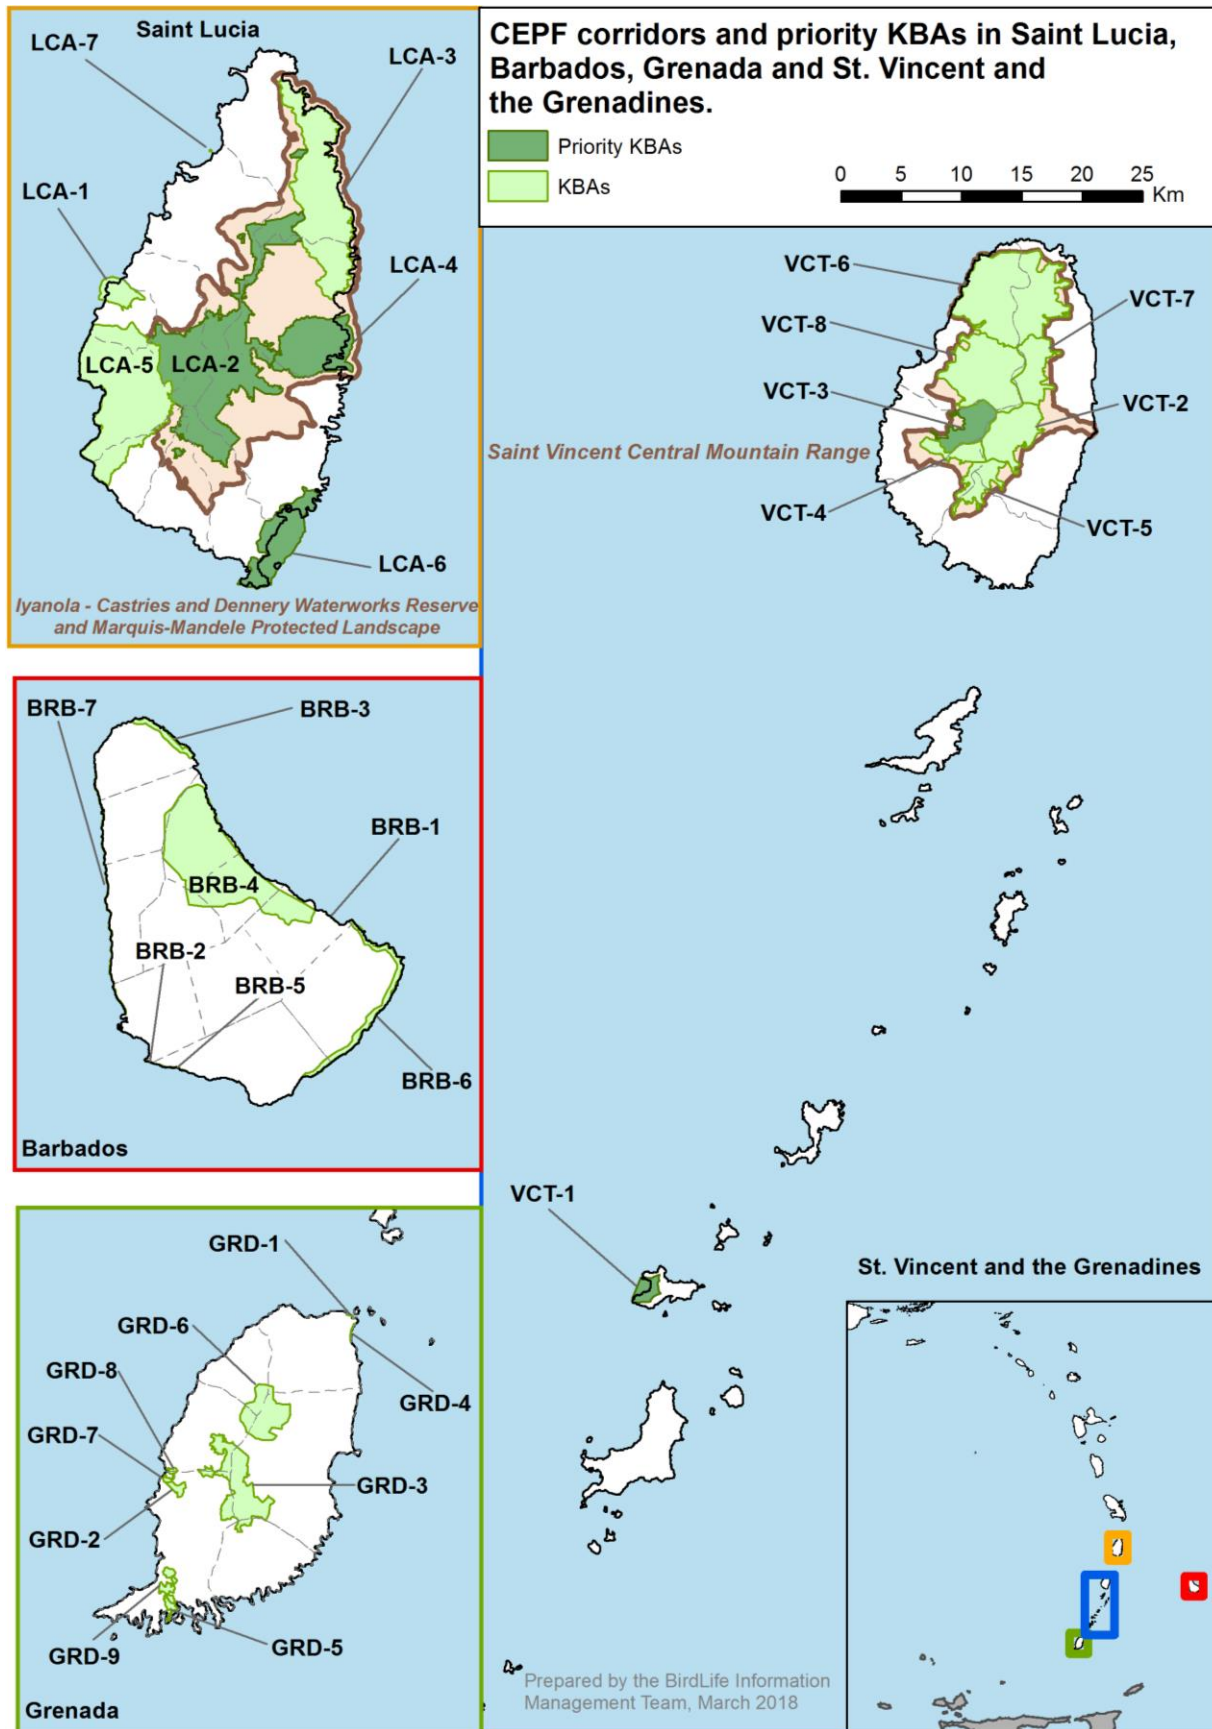 CEPF corridors and priority KBAs in Saint Lucia,
Barbados, Grenada and St. Vincent and
the Grenadines.
Priority KBAs
KBAs
0 5 10 15 20 25
Km
Saint Lucia
LCA-7
LCA-3
LCA-1
LCA-4
LCA-5
LCA-2
LCA-6
Iyanola - Castries and Dennery Waterworks Reserve
and Marquis-Mandele Protected Landscape
VCT-6
VCT-7
VCT-8
VCT-3
VCT-2
Saint Vincent Central Mountain Range
VCT-4
VCT-5
BRB-7
BRB-3
BRB-1
BRB-4
BRB-2
BRB-5
BRB-6
Barbados
VCT-1
St. Vincent and the Grenadines
GRD-1
GRD-6
GRD-8
GRD-4
GRD-7
GRD-3
GRD-2
GRD-5
GRD-9
Grenada
Prepared by the BirdLife Information
Management Team, March 2018